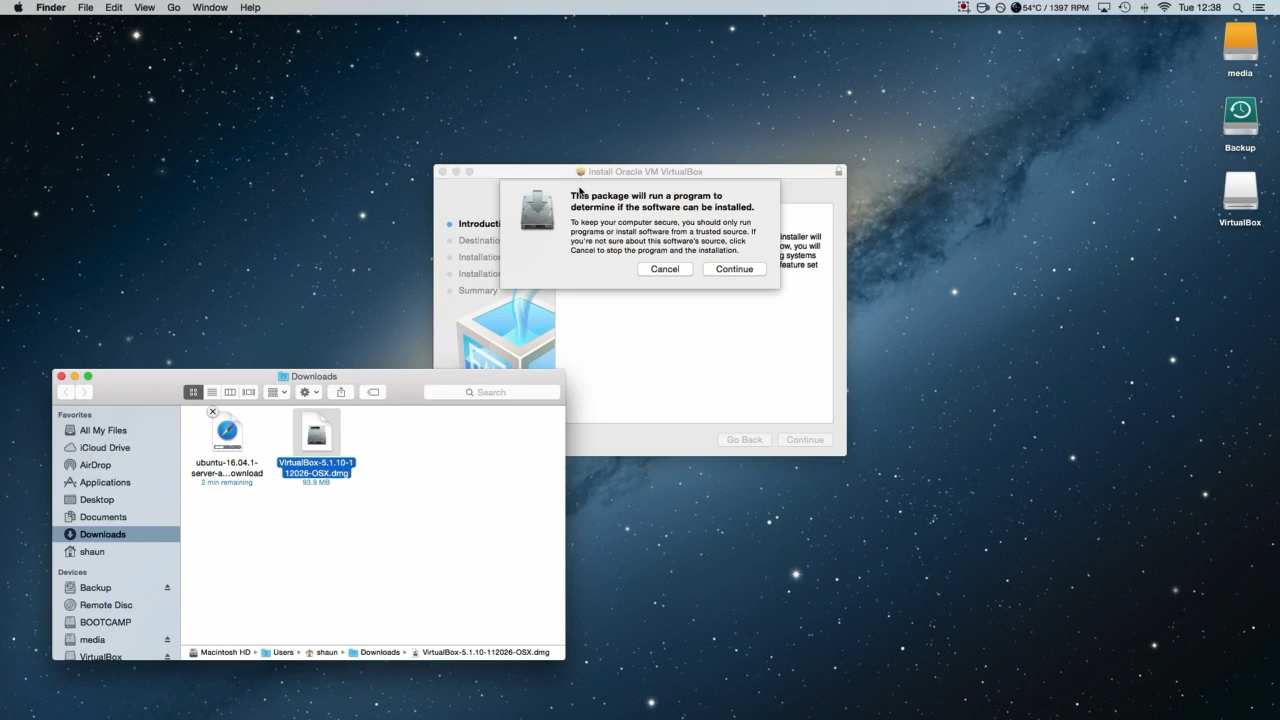 Finder File Edit View Go Window Help
54°C / 1397 RPM Tue 12:38
media
Backup
VirtualBox
Install Oracle VM VirtualBox
This package will run a program to
determine if the software can be installed.
To keep your computer secure, you should only run
programs or install software from a trusted source. If
you're not sure about this software's source, click
Cancel to stop the program and the installation.
Cancel Continue
Introducti
Destinatio
Installation
Installation
Summary
installer will
ow, you will
g systems
feature set
Go Back Continue
Downloads
Search
Favorites
All My Files
iCloud Drive
AirDrop
Applications
Desktop
Documents
Downloads
shaun
Devices
Backup
Remote Disc
BOOTCAMP
media
VirtualBox
ubuntu-16.04.1-
server-a...ownload
2 min remaining
VirtualBox-5.1.10-1
12026-OSX.dmg
93.9 MB
Macintosh HD Users shaun Downloads VirtualBox-5.1.10-112026-OSX.dmg